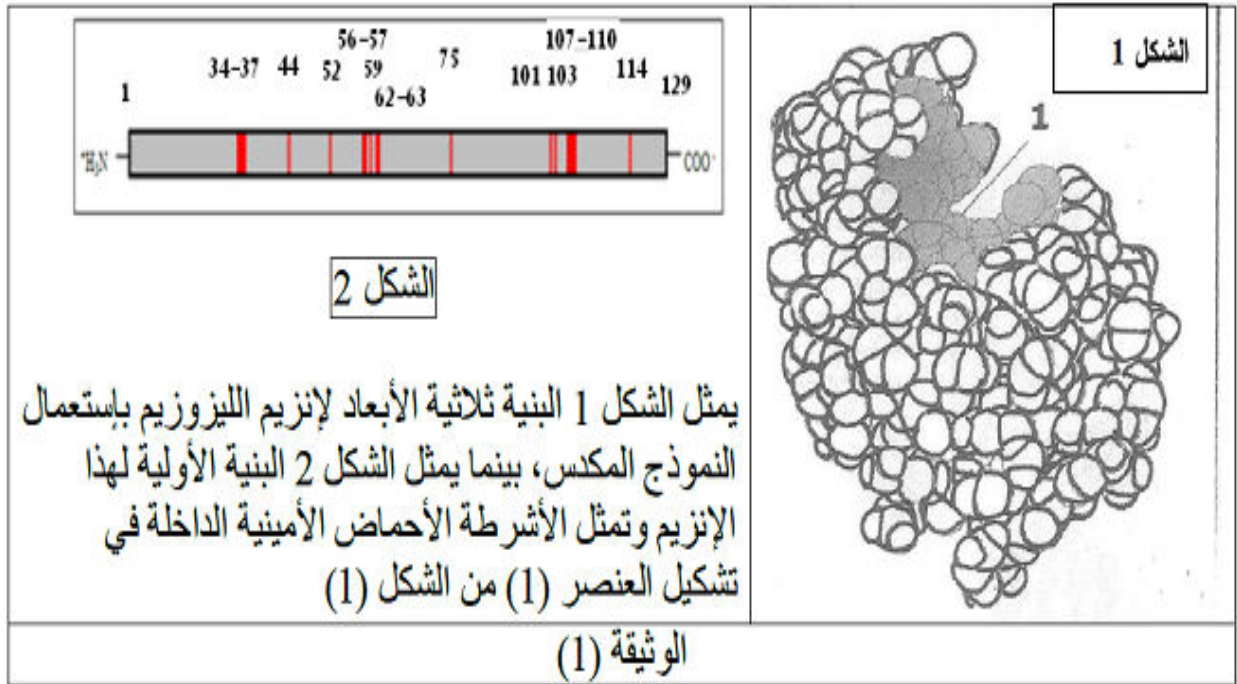 الشكل 1
1
56-57
107-110
34-37 44 52 59 75 101 103 114
62-63
1
129
⁺H₃N
COO⁻
الشكل 2
يمثل الشكل 1 البنية ثلاثية الأبعاد لإنزيم الليزوزيم بإستعمال
النموذج المكدس، بينما يمثل الشكل 2 البنية الأولية لهذا
الإنزيم وتمثل الأشرطة الأحماض الأمينية الداخلة في
تشكيل العنصر (1) من الشكل (1)
الوثيقة (1)